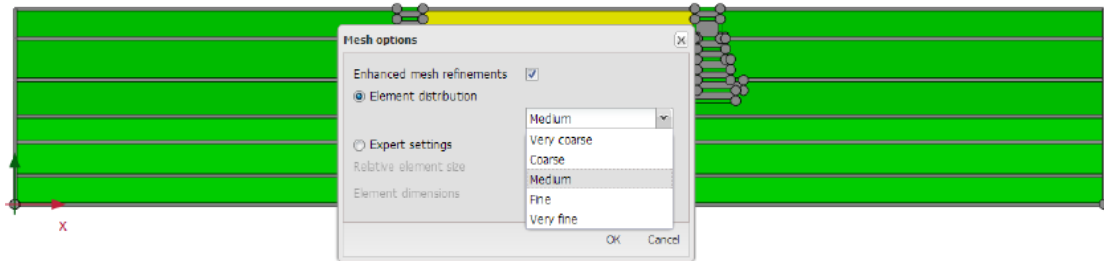 Mesh options
Enhanced mesh refinements
Element distribution
Medium
Very coarse
Expert settings
Coarse
Relative element size
Medium
Element dimensions
Fine
Very fine
OK Cancel
x